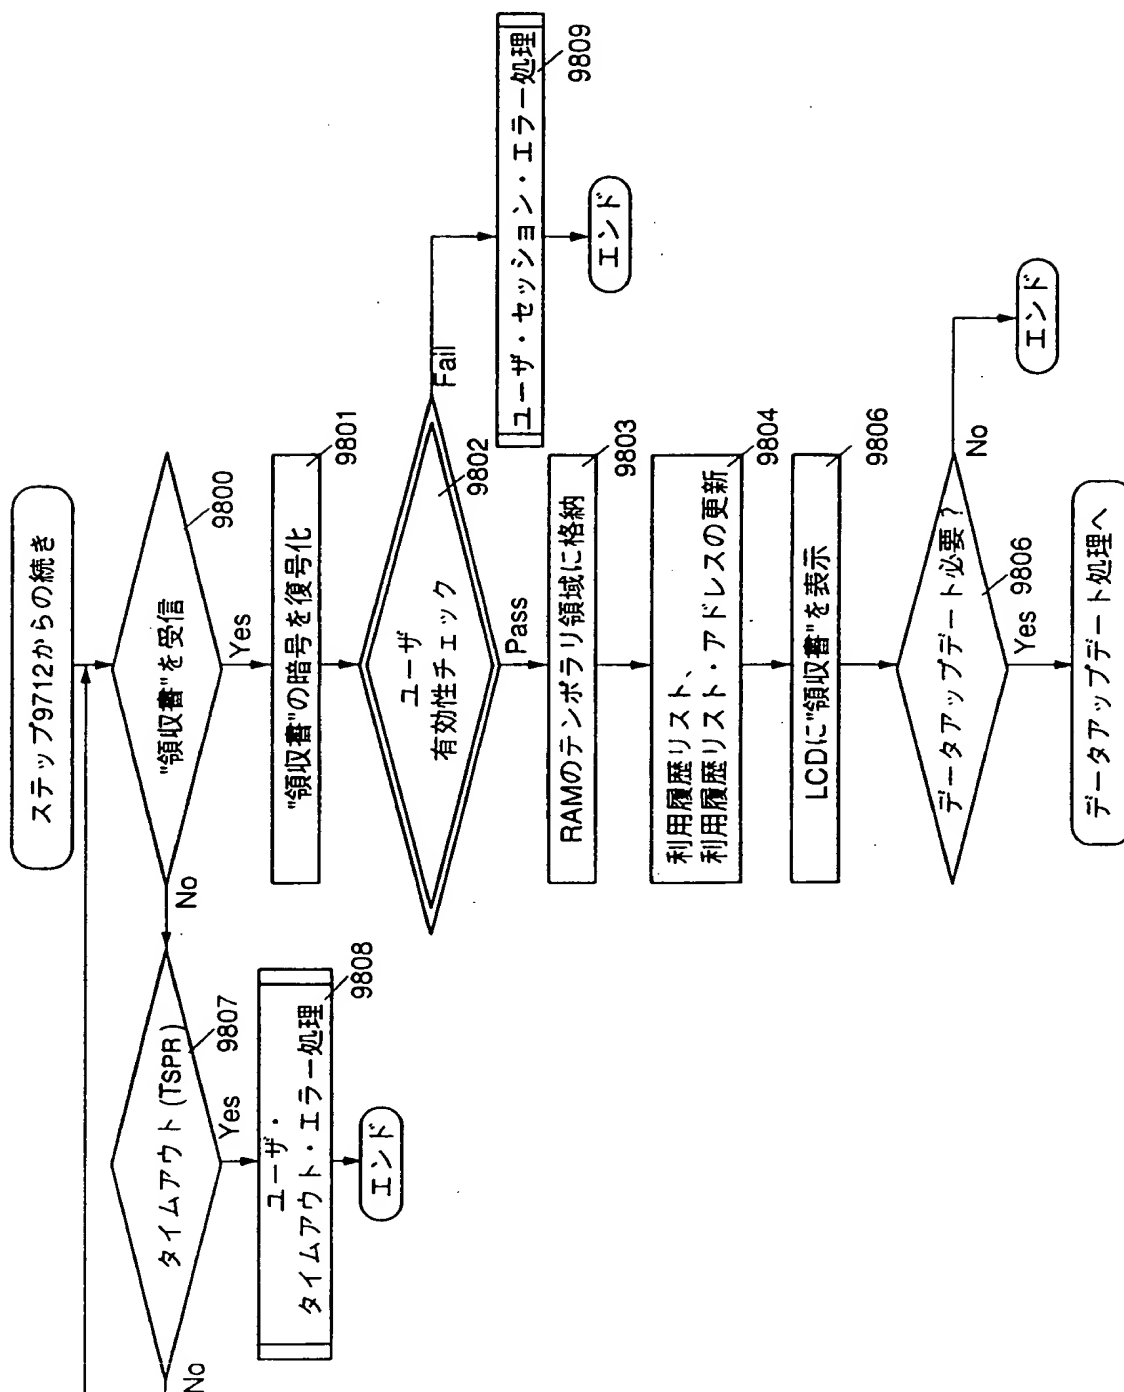 ステップ9712からの続き
"領収書"を受信
9800
Yes
No
タイムアウト(TSPR)
9807
No
Yes
ユーザ・
タイムアウト・エラー処理
9808
エンド
"領収書"の暗号を復号化
9801
ユーザ
有効性チェック
9802
Fail
ユーザ・セッション・エラー処理
9809
エンド
Pass
RAMのテンポラリ領域に格納
9803
利用履歴リスト、
利用履歴リスト・アドレスの更新
9804
LCDに"領収書"を表示
9806
データアップデート必要?
9806
No
エンド
Yes
データアップデート処理へ